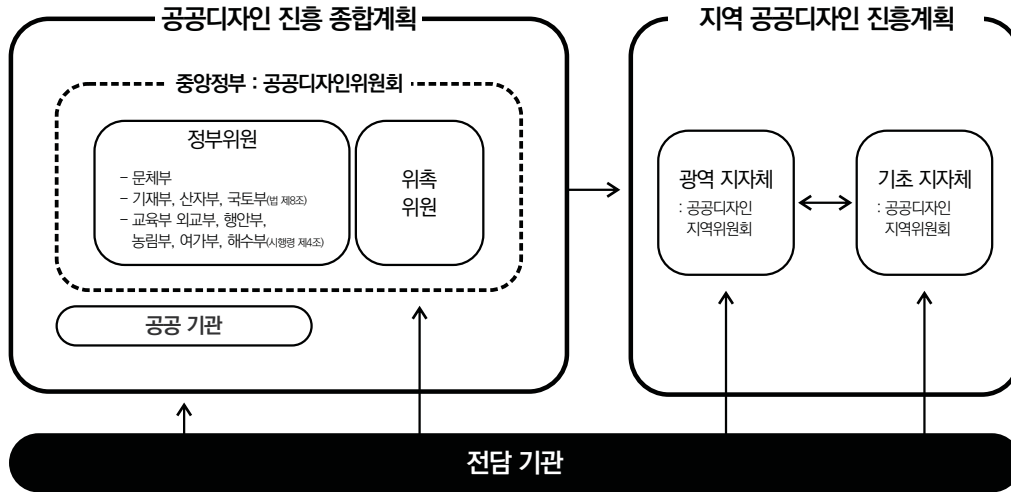 공공디자인 진흥 종합계획
중앙정부 : 공공디자인위원회
정부위원
- 문체부
- 기재부, 산자부, 국토부(법 제8조)
- 교육부 외교부, 행안부,
농림부, 여가부, 해수부(시행령 제4조)
위촉
위원
공공 기관
지역 공공디자인 진흥계획
광역 지자체
: 공공디자인
지역위원회
기초 지자체
: 공공디자인
지역위원회
전담 기관